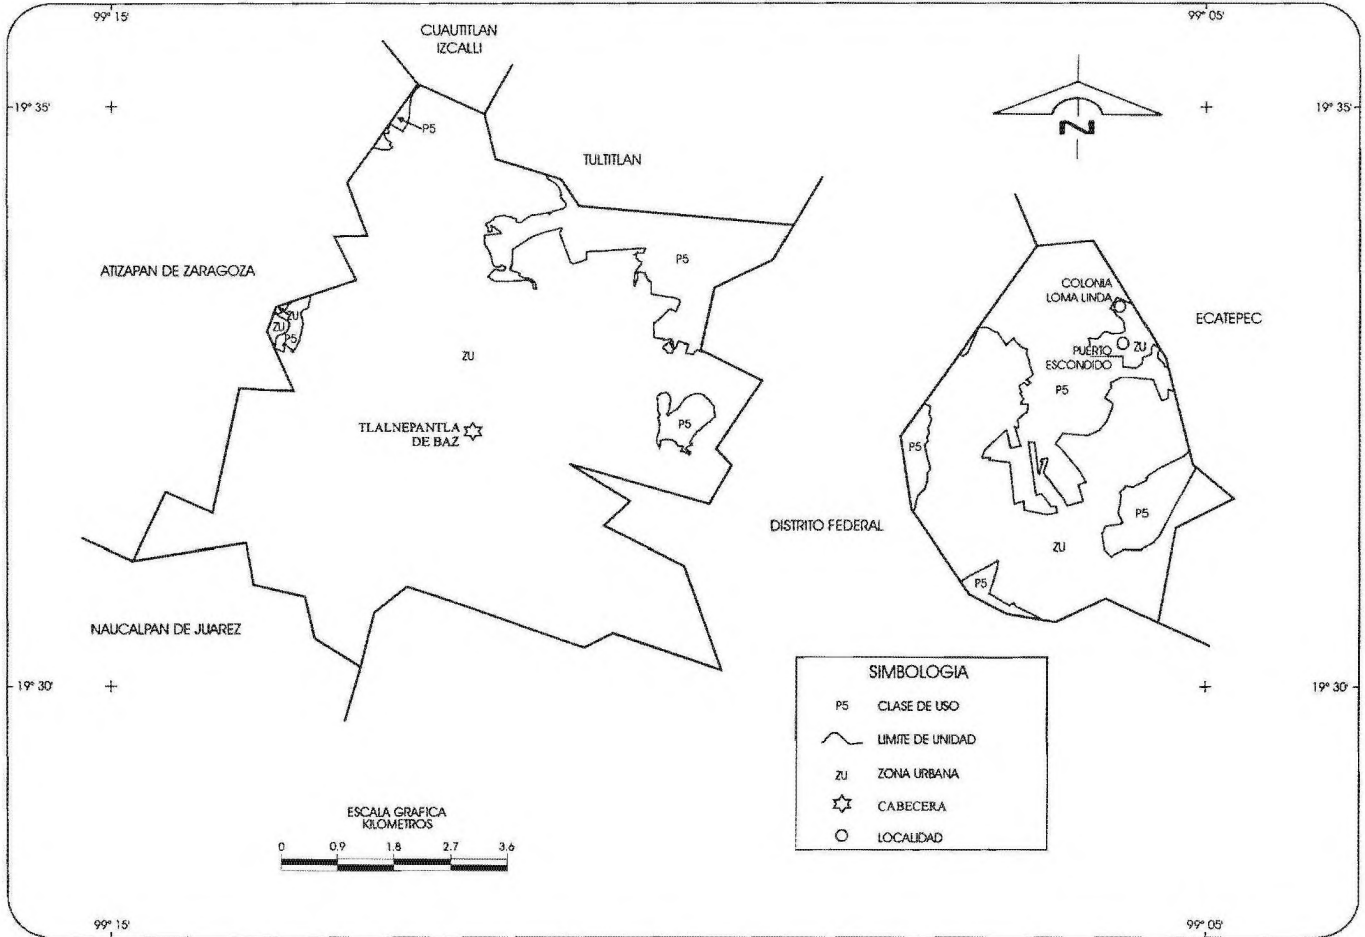 99° 15'
99° 05'
CUAUTITLAN
IZCALLI
19° 35'
19° 35'
P5
N
TULTITLAN
P5
ATIZAPAN DE ZARAGOZA
COLONIA
LOMA LINDA
ECATEPEC
ZU
ZU
P5
ZU
PUERTO
ESCONDIDO
ZU
P5
P5
TLALNEPANTLA
DE BAZ
P5
P5
DISTRITO FEDERAL
ZU
P5
NAUCALPAN DE JUAREZ
19° 30'
19° 30'
SIMBOLOGIA
P5 CLASE DE USO
LIMITE DE UNIDAD
ZU ZONA URBANA
CABECERA
LOCALIDAD
ESCALA GRAFICA
KILOMETROS
0 0.9 1.8 2.7 3.6
99° 15'
99° 05'